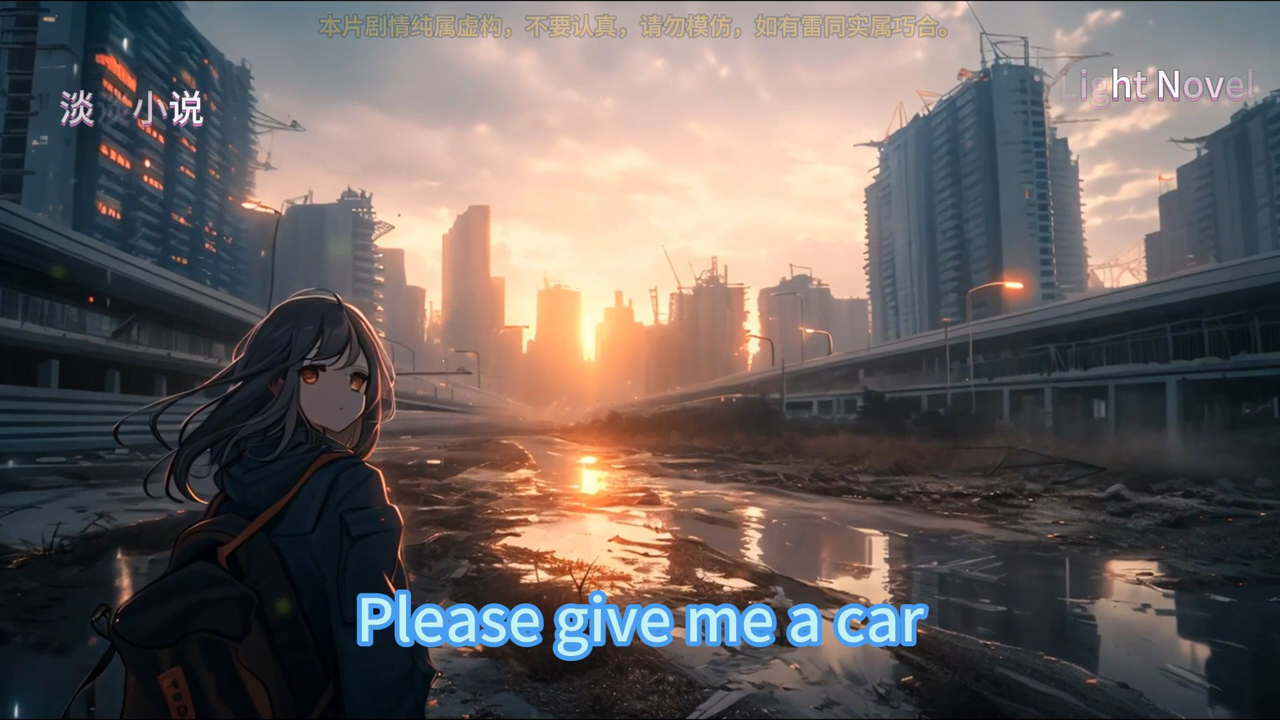 本片剧情纯属虚构，不要认真，请勿模仿，如有雷同实属巧合。
淡淡小说
Light Novel
Please give me a car